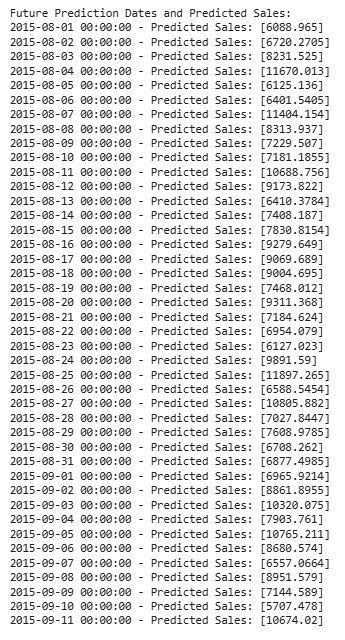 Future Prediction Dates and Predicted Sales:
2015-08-01 00:00:00 - Predicted Sales: [6088.965]
2015-08-02 00:00:00 - Predicted Sales: [6720.2705]
2015-08-03 00:00:00 - Predicted Sales: [8231.525]
2015-08-04 00:00:00 - Predicted Sales: [11670.013]
2015-08-05 00:00:00 - Predicted Sales: [6125.136]
2015-08-06 00:00:00 - Predicted Sales: [6401.5405]
2015-08-07 00:00:00 - Predicted Sales: [11404.154]
2015-08-08 00:00:00 - Predicted Sales: [8313.937]
2015-08-09 00:00:00 - Predicted Sales: [7229.507]
2015-08-10 00:00:00 - Predicted Sales: [7181.1855]
2015-08-11 00:00:00 - Predicted Sales: [10688.756]
2015-08-12 00:00:00 - Predicted Sales: [9173.822]
2015-08-13 00:00:00 - Predicted Sales: [6410.3784]
2015-08-14 00:00:00 - Predicted Sales: [7408.187]
2015-08-15 00:00:00 - Predicted Sales: [7830.8154]
2015-08-16 00:00:00 - Predicted Sales: [9279.649]
2015-08-17 00:00:00 - Predicted Sales: [9069.689]
2015-08-18 00:00:00 - Predicted Sales: [9004.695]
2015-08-19 00:00:00 - Predicted Sales: [7468.012]
2015-08-20 00:00:00 - Predicted Sales: [9311.368]
2015-08-21 00:00:00 - Predicted Sales: [7184.624]
2015-08-22 00:00:00 - Predicted Sales: [6954.079]
2015-08-23 00:00:00 - Predicted Sales: [6127.023]
2015-08-24 00:00:00 - Predicted Sales: [9891.59]
2015-08-25 00:00:00 - Predicted Sales: [11897.265]
2015-08-26 00:00:00 - Predicted Sales: [6588.5454]
2015-08-27 00:00:00 - Predicted Sales: [10805.882]
2015-08-28 00:00:00 - Predicted Sales: [7027.8447]
2015-08-29 00:00:00 - Predicted Sales: [7608.9785]
2015-08-30 00:00:00 - Predicted Sales: [6708.262]
2015-08-31 00:00:00 - Predicted Sales: [6877.4985]
2015-09-01 00:00:00 - Predicted Sales: [6965.9214]
2015-09-02 00:00:00 - Predicted Sales: [8861.8955]
2015-09-03 00:00:00 - Predicted Sales: [10320.075]
2015-09-04 00:00:00 - Predicted Sales: [7903.761]
2015-09-05 00:00:00 - Predicted Sales: [10765.211]
2015-09-06 00:00:00 - Predicted Sales: [8680.574]
2015-09-07 00:00:00 - Predicted Sales: [6557.0664]
2015-09-08 00:00:00 - Predicted Sales: [8951.579]
2015-09-09 00:00:00 - Predicted Sales: [7144.589]
2015-09-10 00:00:00 - Predicted Sales: [5707.478]
2015-09-11 00:00:00 - Predicted Sales: [10674.02]